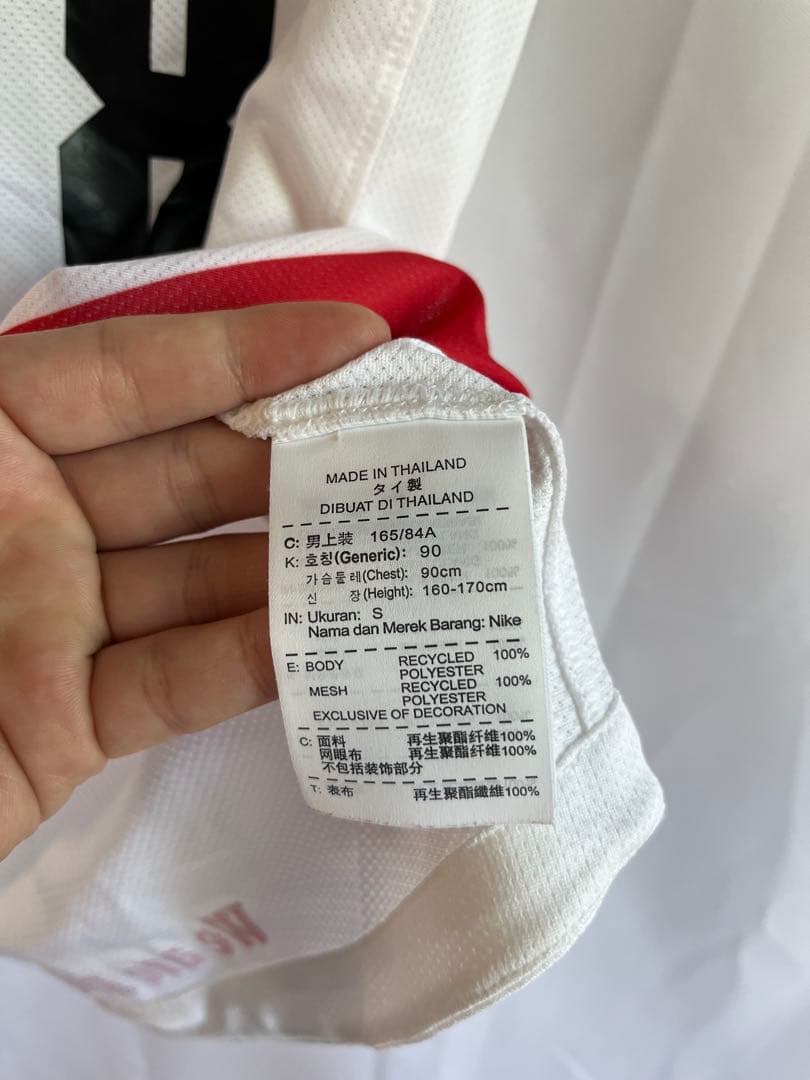 MADE IN THAILAND
タイ製
DIBUAT DI THAILAND
C: 男上装 165/84A
K: 호칭(Generic): 90
가슴둘레(Chest): 90cm
신 장(Height): 160-170cm
IN: Ukuran: S
Nama dan Merek Barang: Nike
E: BODY RECYCLED 100%
POLYESTER
MESH RECYCLED 100%
POLYESTER
EXCLUSIVE OF DECORATION
C: 面料 再生聚酯纤维100%
网眼布 再生聚酯纤维100%
不包括装饰部分
T: 表布 再生聚酯纖維100%